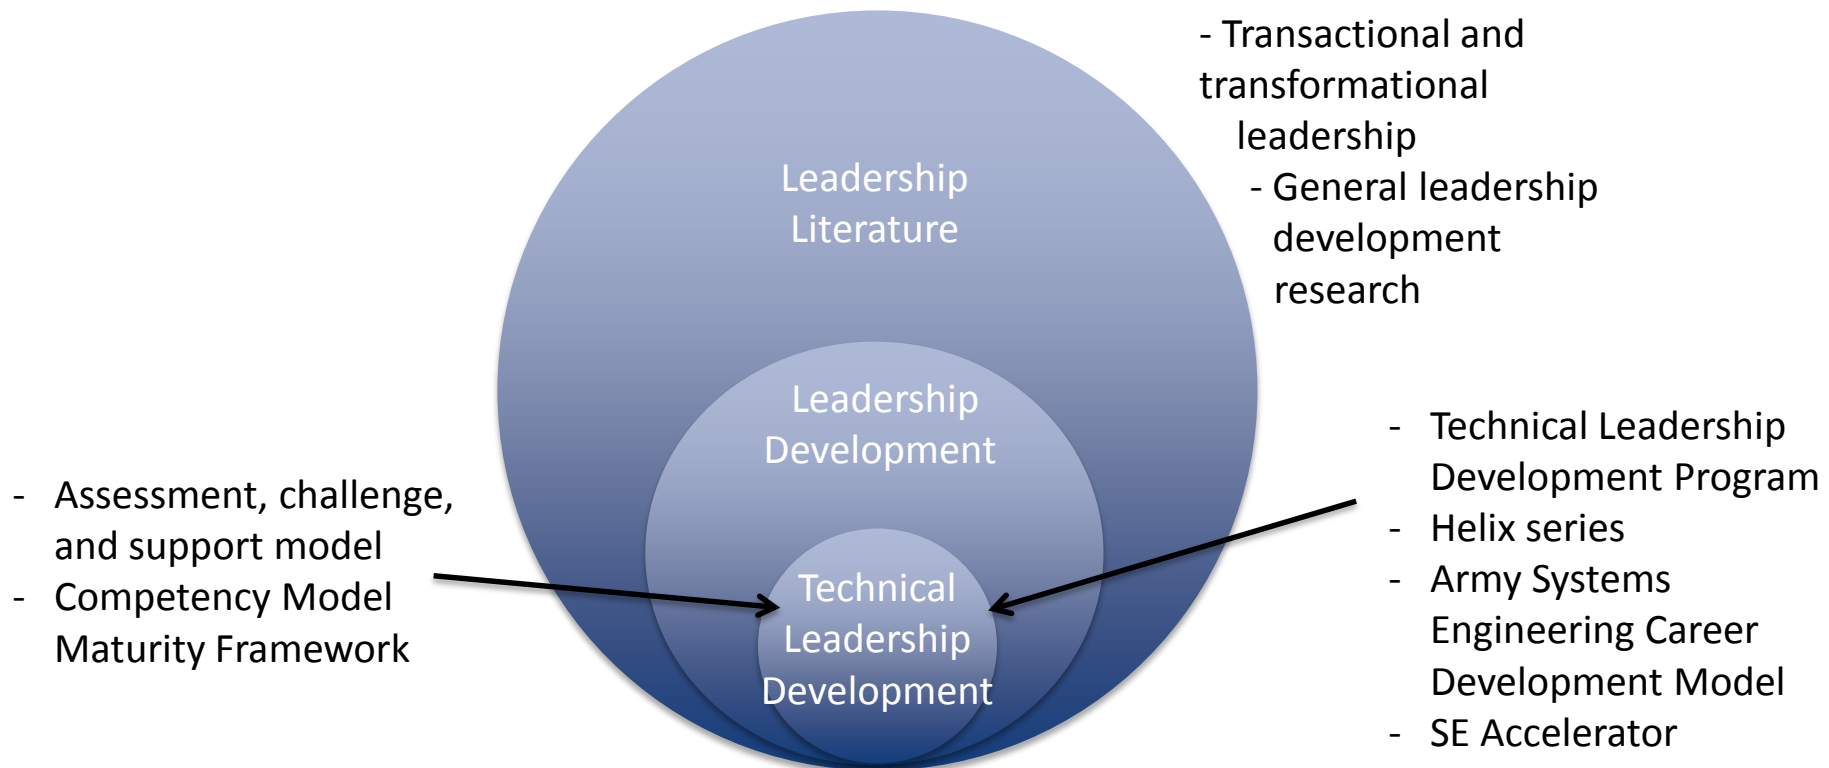 - Transactional and
transformational
leadership
- General leadership
development
research
Leadership
Literature
Leadership
Development
Technical
Leadership
Development
- Assessment, challenge,
and support model
- Competency Model
Maturity Framework
- Technical Leadership
Development Program
- Helix series
- Army Systems
Engineering Career
Development Model
- SE Accelerator